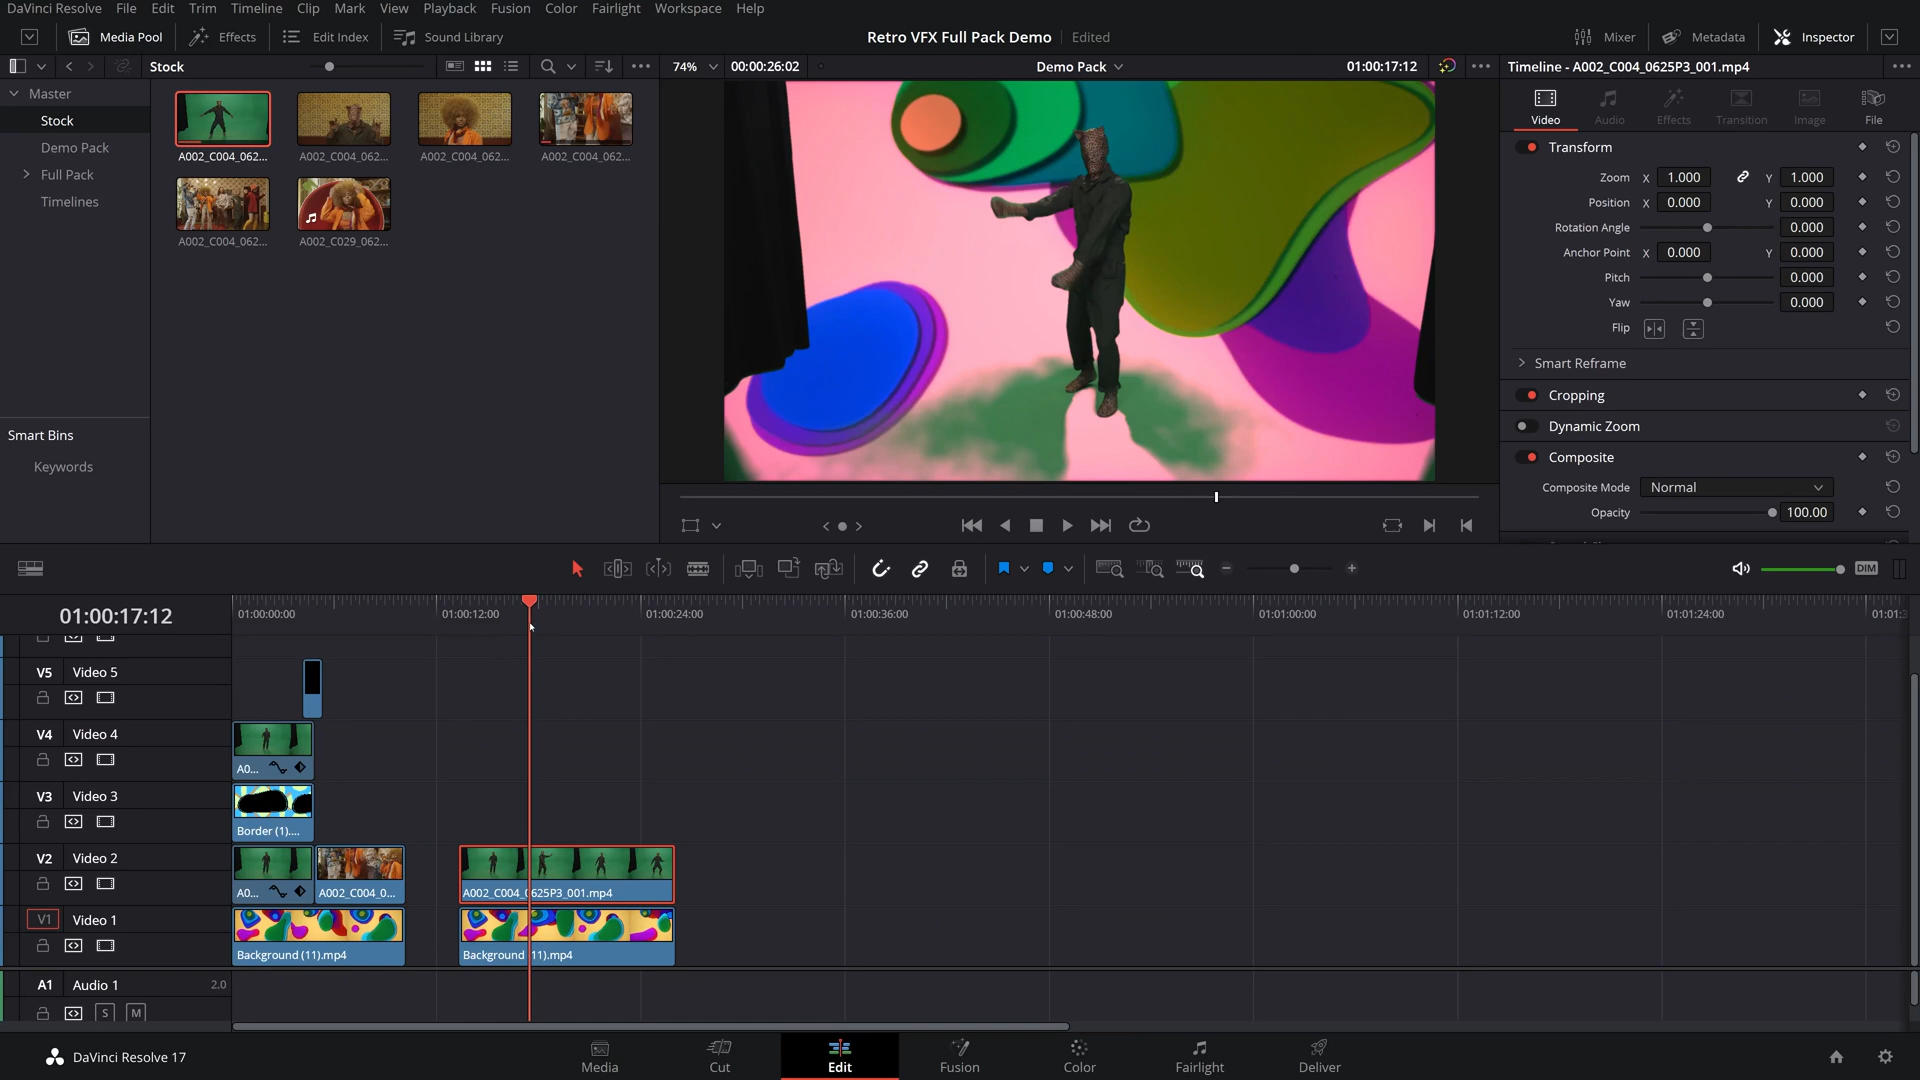 DaVinci Resolve File Edit Trim Timeline Clip Mark View Playback Fusion Color Fairlight Workspace Help
Media Pool Effects Edit Index Sound Library Retro VFX Full Pack Demo Edited Mixer Metadata Inspector
Stock 74% 00:00:26:02 Demo Pack 01:00:17:12 Timeline - A002_C004_0625P3_001.mp4
Master
Stock
Demo Pack
Full Pack
Timelines
Smart Bins
Keywords
A002_C004_062... A002_C004_062... A002_C004_062... A002_C004_062...
A002_C004_062... A002_C029_062...
Video Audio Effects Transition Image File
Transform
Zoom X 1.000 Y 1.000
Position X 0.000 Y 0.000
Rotation Angle 0.000
Anchor Point X 0.000 Y 0.000
Pitch 0.000
Yaw 0.000
Flip
Smart Reframe
Cropping
Dynamic Zoom
Composite
Composite Mode Normal
Opacity 100.00
DIM
01:00:17:12
01:00:00:00 01:00:12:00 01:00:24:00 01:00:36:00 01:00:48:00 01:01:00:00 01:01:12:00 01:01:24:00 01:01:3
V5 Video 5
V4 Video 4
A0...
V3 Video 3
Border (1)....
V2 Video 2
A0... A002_C004_0... A002_C004_0625P3_001.mp4
V1 Video 1
Background (11).mp4 Background (11).mp4
A1 Audio 1 2.0
S M
DaVinci Resolve 17 Media Cut Edit Fusion Color Fairlight Deliver